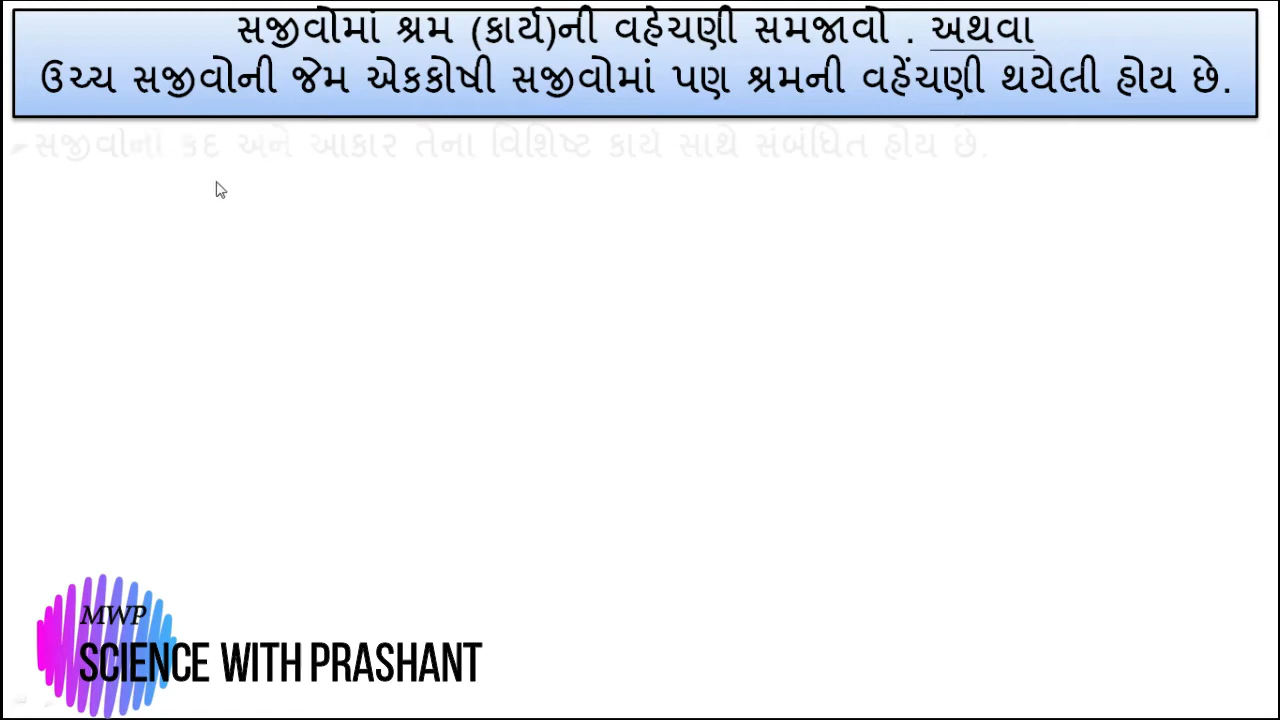 સજીવોમાં શ્રમ (કાર્ય)ની વહેચણી સમજાવો . અથવા
ઉચ્ચ સજીવોની જેમ એકકોષી સજીવોમાં પણ શ્રમની વહેંચણી થયેલી હોય છે.
સજીવોનાં કદ અને આકાર તેના વિશિષ્ટ કાર્ય સાથે સંબંધિત હોય છે.
MWP
SCIENCE WITH PRASHANT